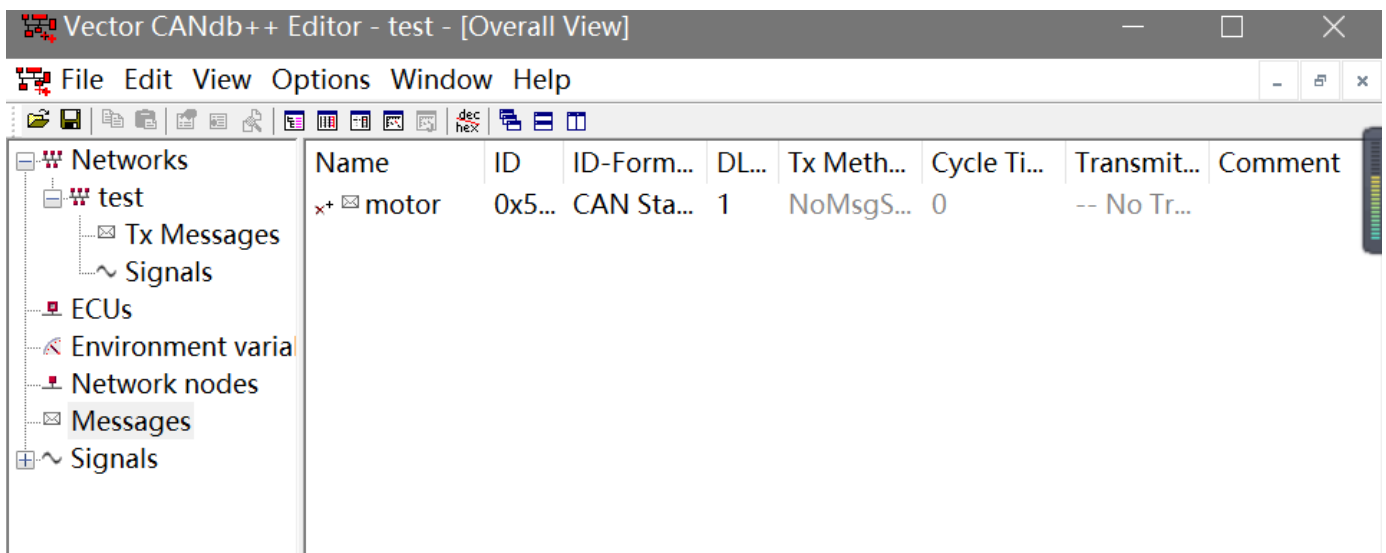 Vector CANdb++ Editor - test - [Overall View]
File Edit View Options Window Help
dec
hex
Networks
test
Tx Messages
Signals
ECUs
Environment varia
Network nodes
Messages
Signals
Name ID ID-Form... DL... Tx Meth... Cycle Ti... Transmit... Comment
motor 0x5... CAN Sta... 1 NoMsgS... 0 -- No Tr...